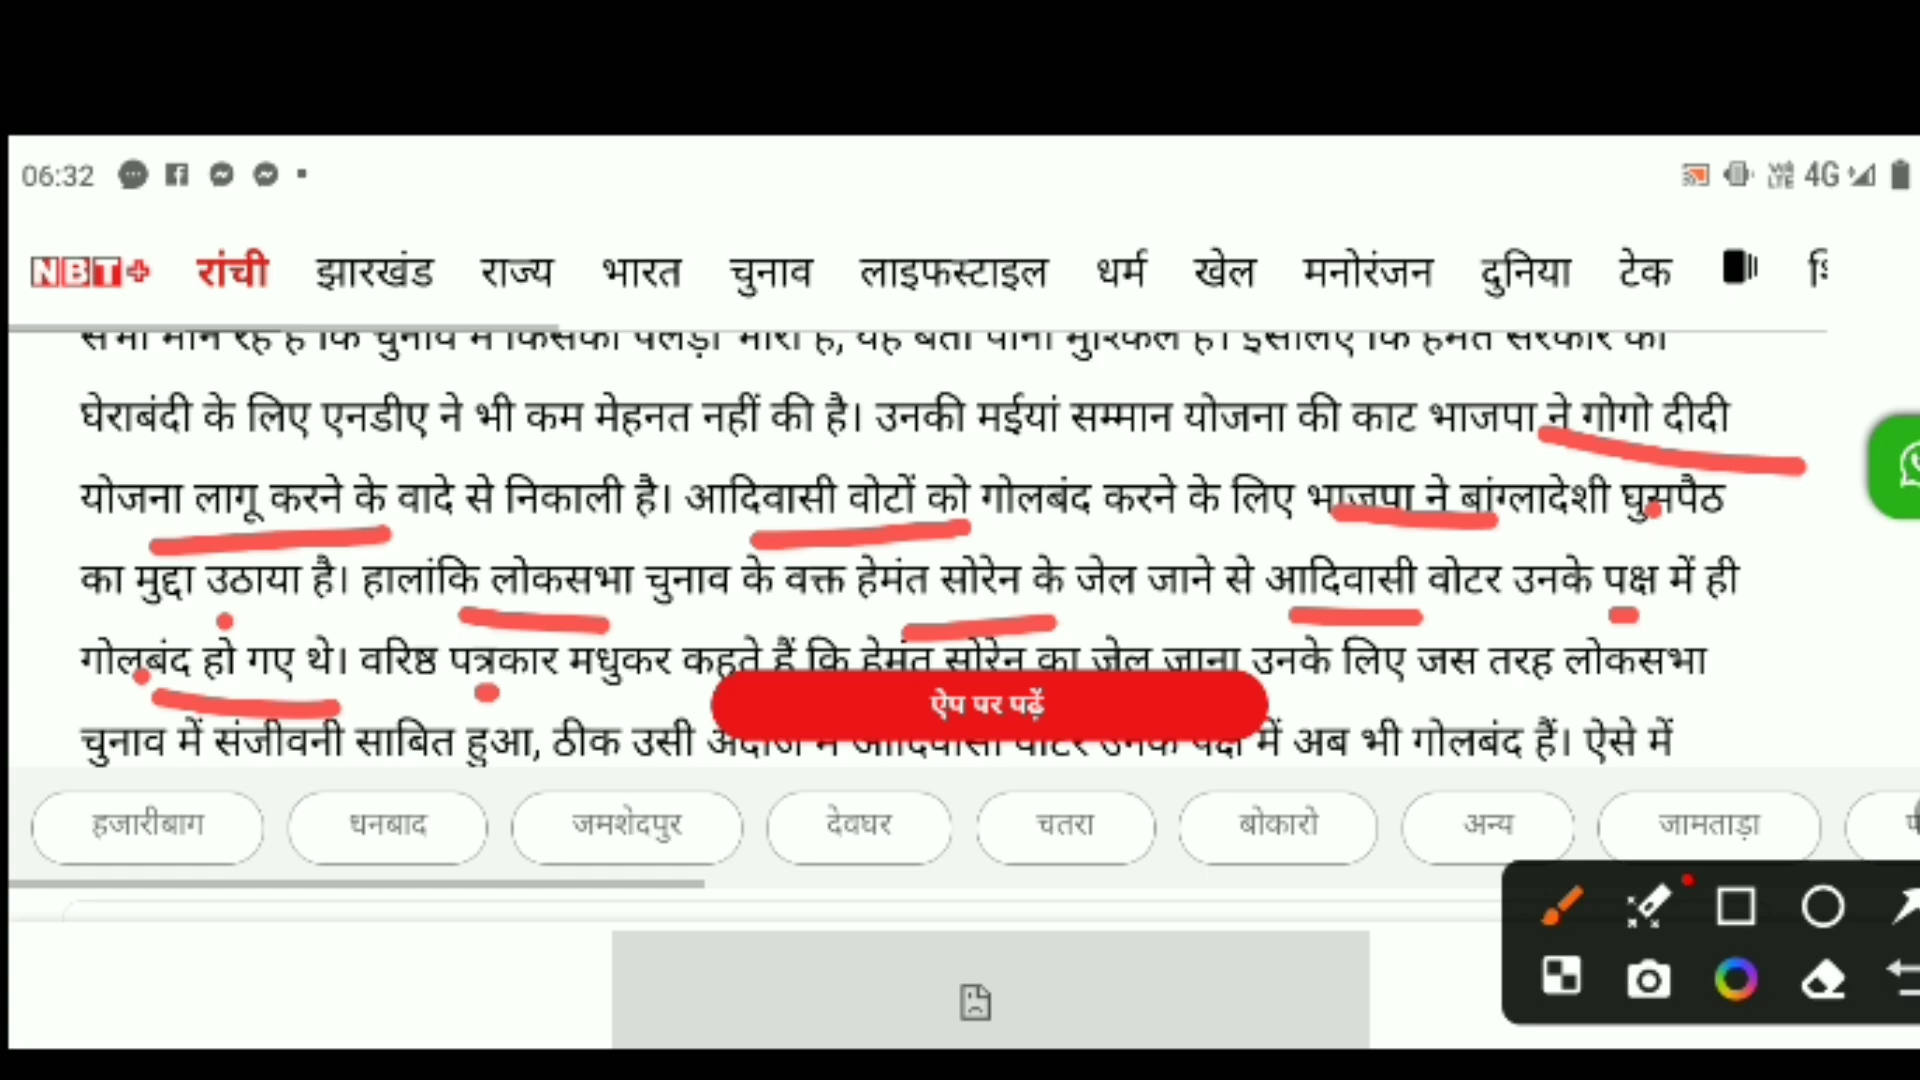 06:32 4G
NBT+ रांची झारखंड राज्य भारत चुनाव लाइफस्टाइल धर्म खेल मनोरंजन दुनिया टेक
घेराबंदी के लिए एनडीए ने भी कम मेहनत नहीं की है। उनकी मईयां सम्मान योजना की काट भाजपा ने गोगो दीदी
योजना लागू करने के वादे से निकाली है। आदिवासी वोटों को गोलबंद करने के लिए भाजपा ने बांग्लादेशी घुसपैठ
का मुद्दा उठाया है। हालांकि लोकसभा चुनाव के वक्त हेमंत सोरेन के जेल जाने से आदिवासी वोटर उनके पक्ष में ही
गोलबंद हो गए थे। वरिष्ठ पत्रकार मधुकर कहते हैं कि हेमंत सोरेन का जेल जाना उनके लिए जस तरह लोकसभा
ऐप पर पढ़ें
चुनाव में संजीवनी साबित हुआ, ठीक उसी में अब भी गोलबंद हैं। ऐसे में
हजारीबाग धनबाद जमशेदपुर देवघर चतरा बोकारो अन्य जामताड़ा